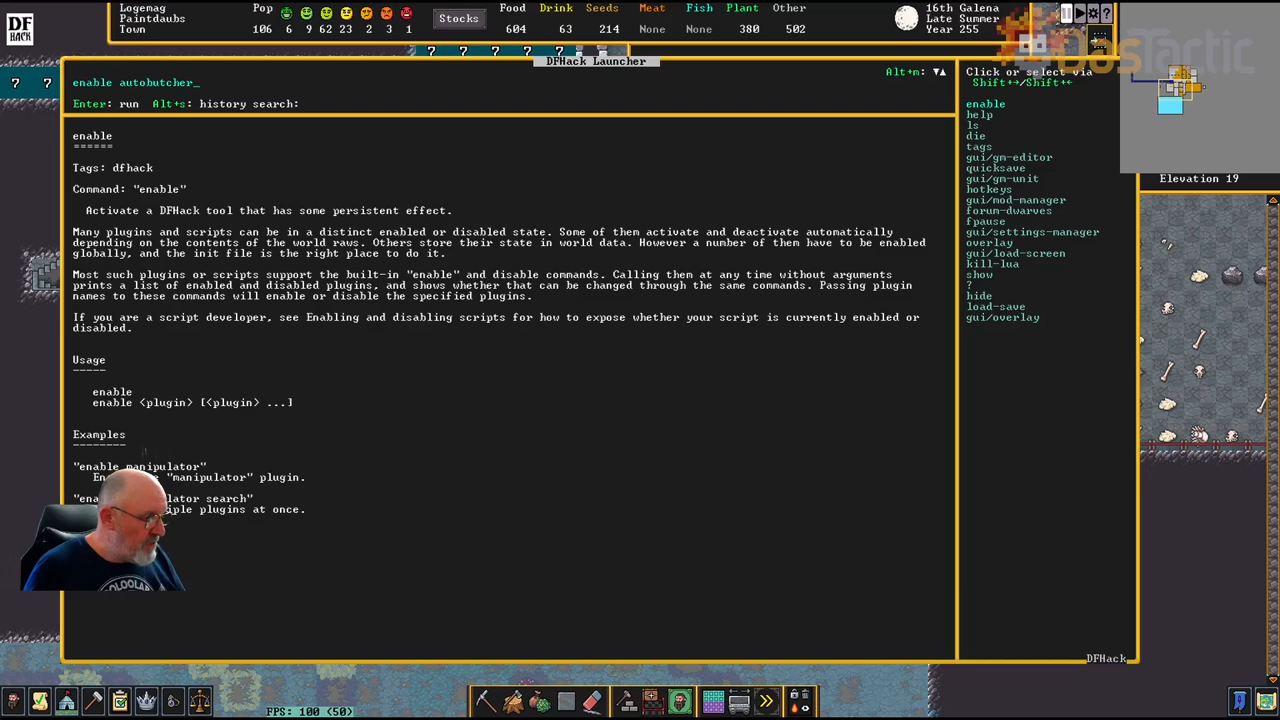 DF
HACK
Logemag
Paintdaubs
Town
Pop
106 6 9 62 23 2 3 1
Stocks
Food Drink Seeds Meat Fish Plant Other
604 63 214 None None 380 502
16th Galena
Late Summer
Year 255
DasTactic
? ? ? ? ?
? ?
DFHack Launcher
enable autobutcher_
Alt+m:
Enter: run Alt+s: history search:
enable
======
Tags: dfhack
Command: "enable"
Activate a DFHack tool that has some persistent effect.
Many plugins and scripts can be in a distinct enabled or disabled state. Some of them activate and deactivate automatically
depending on the contents of the world raws. Others store their state in world data. However a number of them have to be enabled
globally, and the init file is the right place to do it.
Most such plugins or scripts support the built-in "enable" and disable commands. Calling them at any time without arguments
prints a list of enabled and disabled plugins, and shows whether that can be changed through the same commands. Passing plugin
names to these commands will enable or disable the specified plugins.
If you are a script developer, see Enabling and disabling scripts for how to expose whether your script is currently enabled or
disabled.
Usage
-----
enable
enable <plugin> [<plugin> ...]
Examples
--------
"enable manipulator"
"manipulator" plugin.
search"
plugins at once.
Click or select via
Shift+→/Shift+←
enable
help
ls
die
tags
gui/gm-editor
quicksave
gui/gm-unit
hotkeys
gui/mod-manager
forum-dwarves
fpause
gui/settings-manager
overlay
gui/load-screen
kill-lua
show
?
hide
load-save
gui/overlay
DFHack
Elevation 19
FPS: 100 (50)